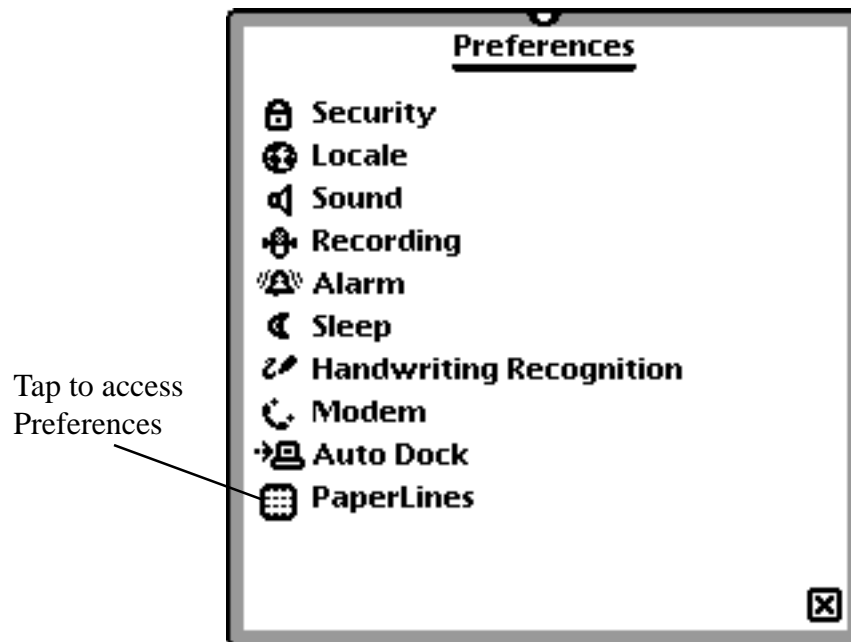 Preferences
Security
Locale
Sound
Recording
Alarm
Sleep
Handwriting Recognition
Modem
Auto Dock
PaperLines
Tap to access
Preferences